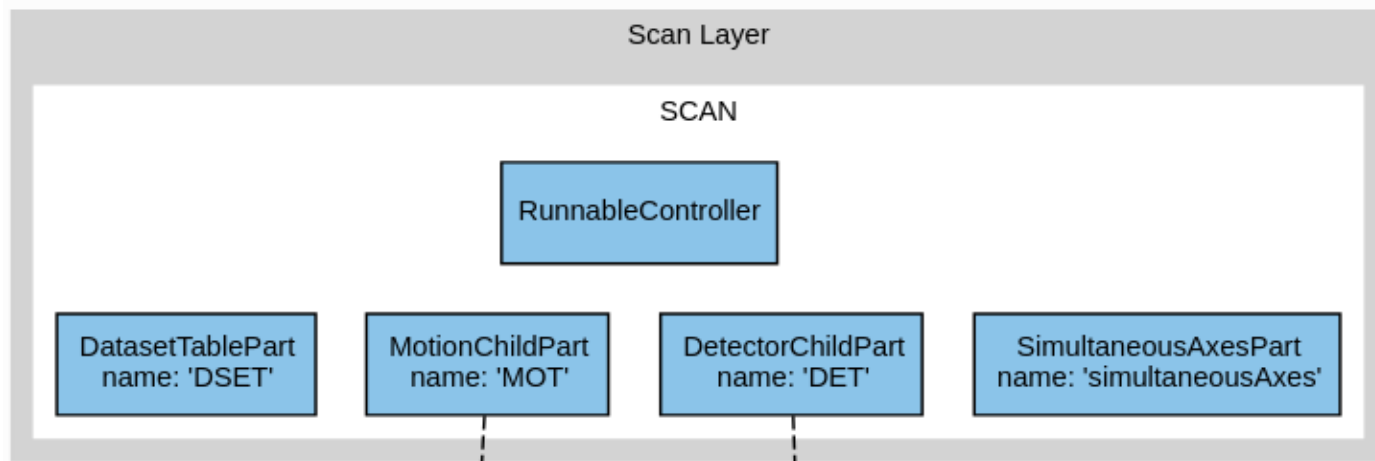 Scan Layer
SCAN
RunnableController
DatasetTablePart
name: 'DSET'
MotionChildPart
name: 'MOT'
DetectorChildPart
name: 'DET'
SimultaneousAxesPart
name: 'simultaneousAxes'